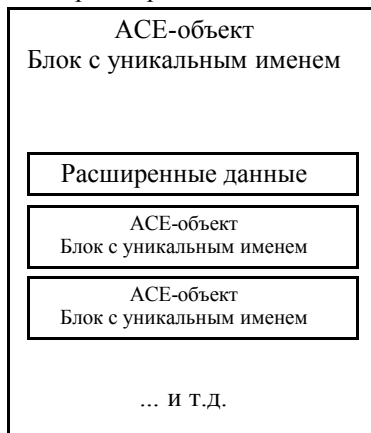 ACE-объект
Блок с уникальным именем
Расширенные данные
ACE-объект
Блок с уникальным именем
ACE-объект
Блок с уникальным именем
... и т.д.